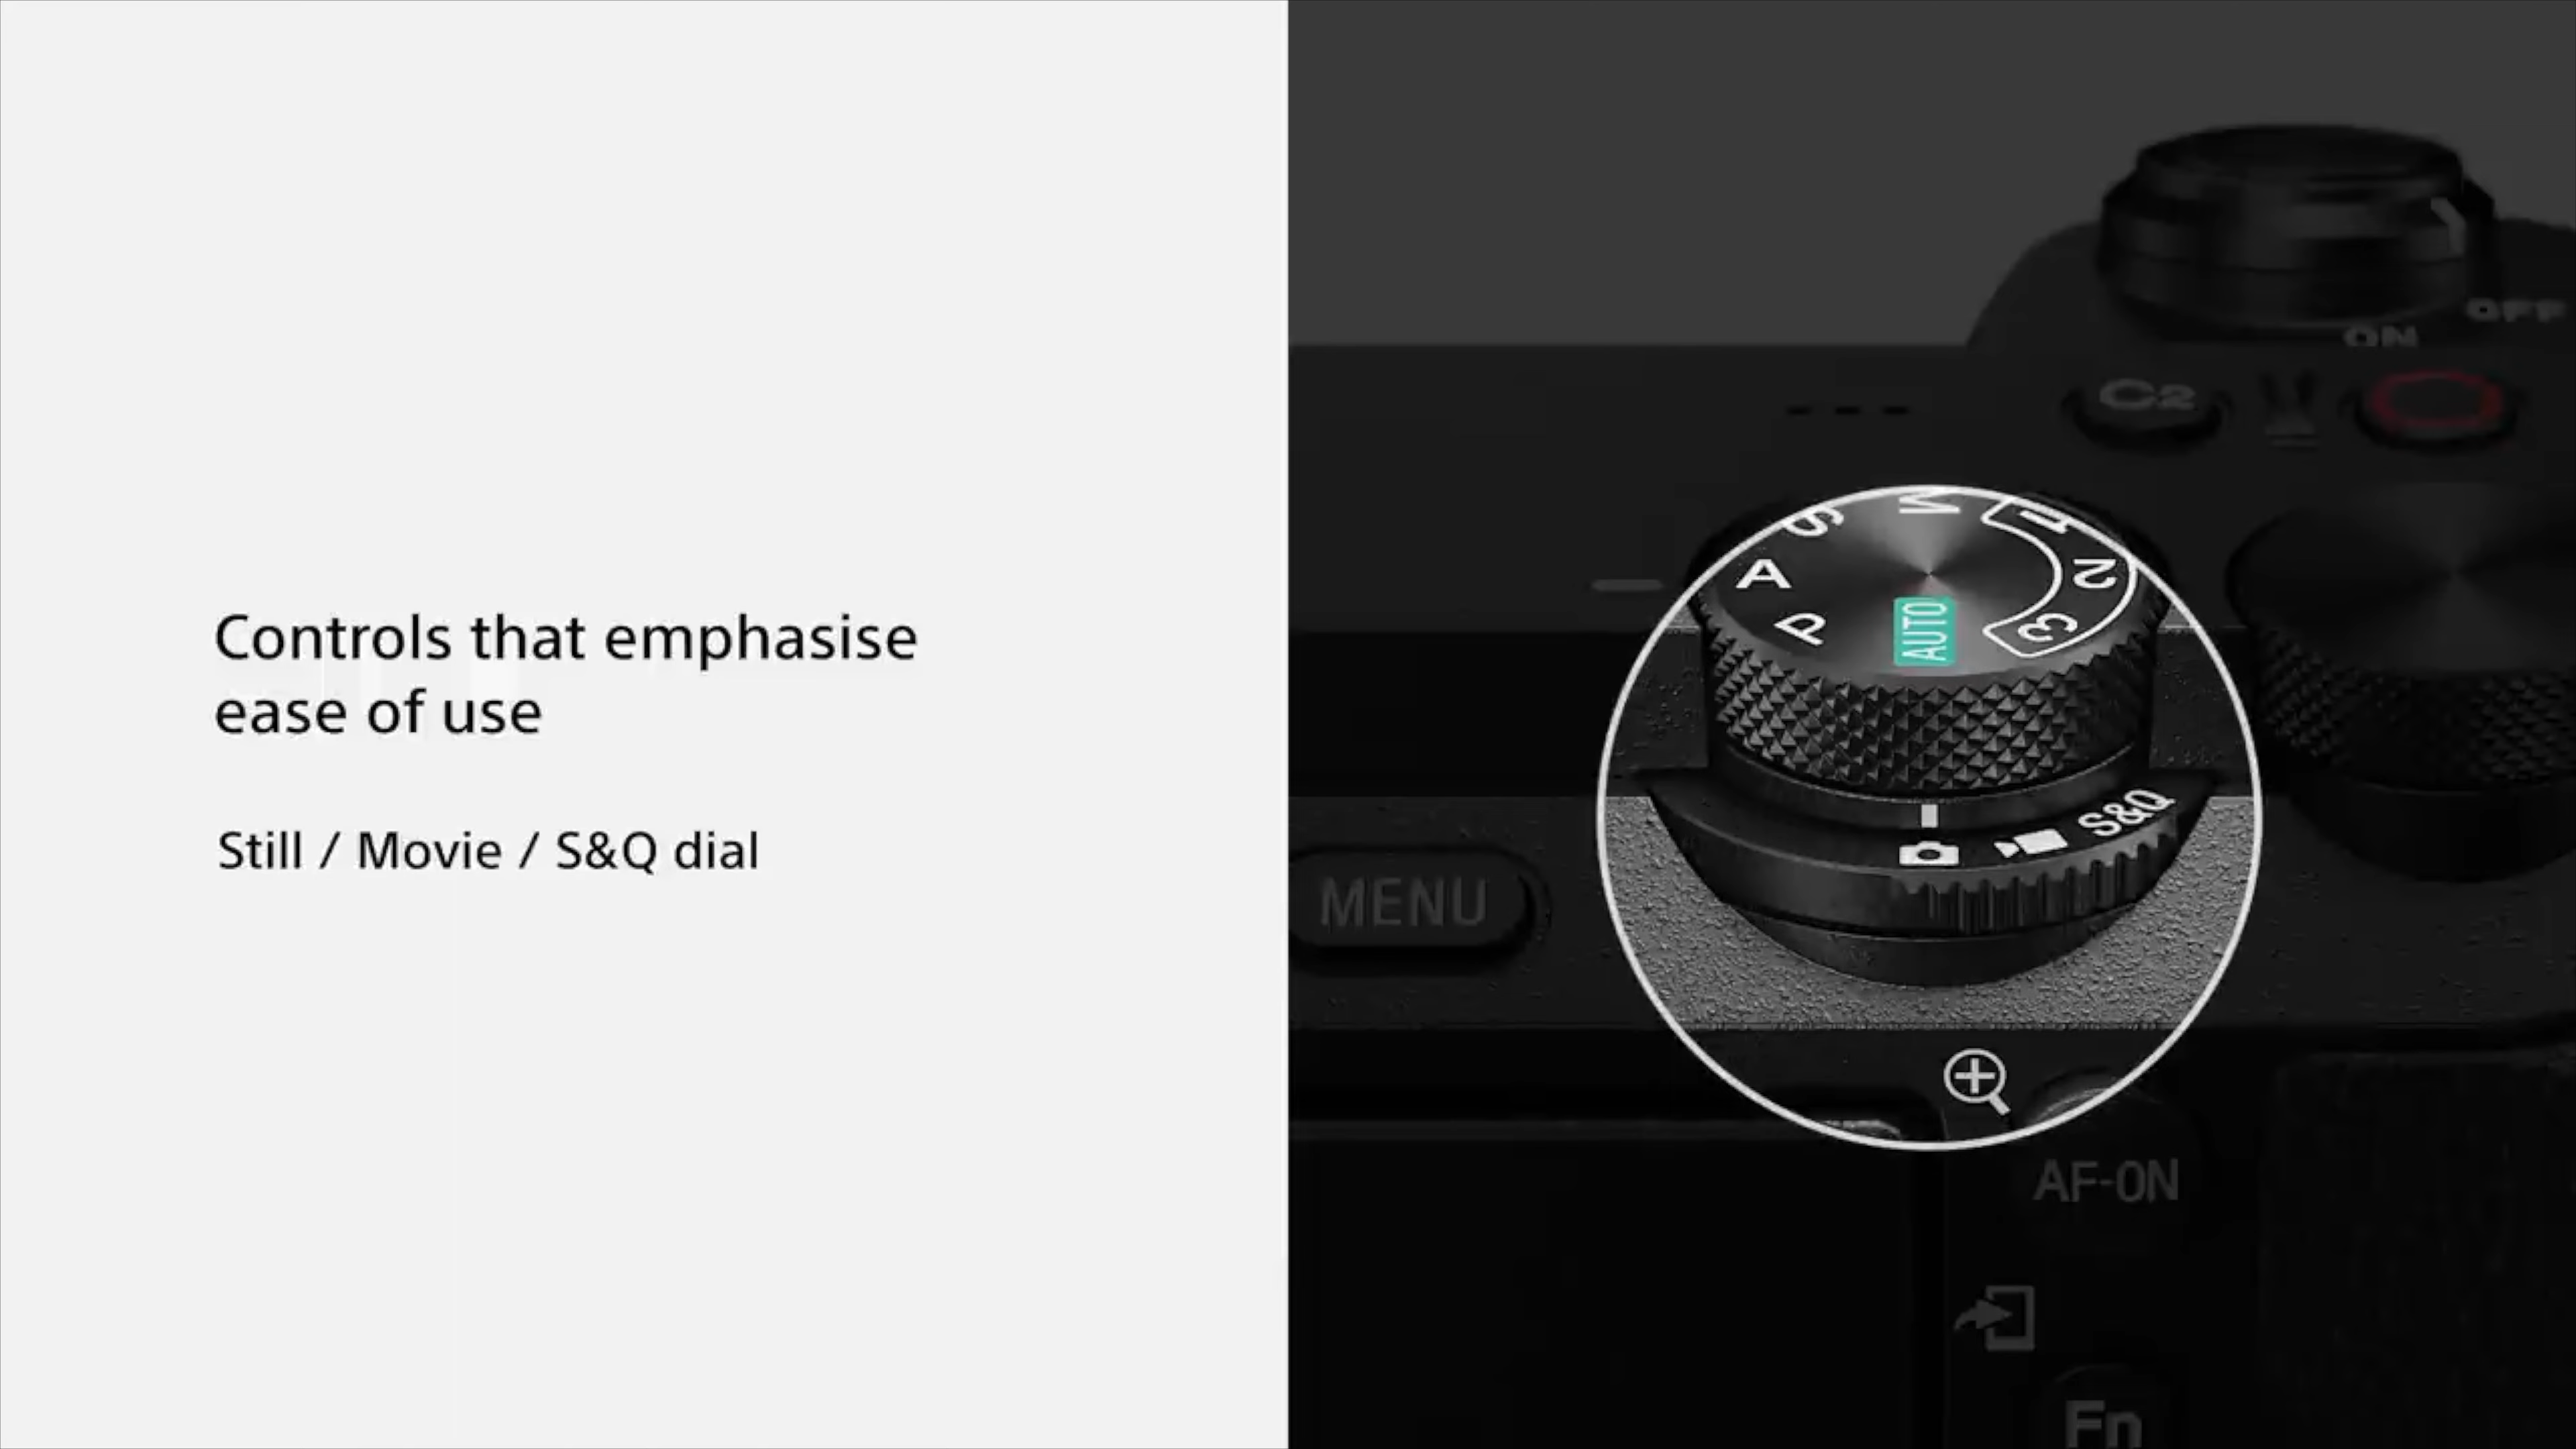 Controls that emphasise
ease of use
Still / Movie / S&Q dial
OFF
ON
C2
S M 1
A 2
P AUTO 3
S&Q
MENU
AF-ON
Fn